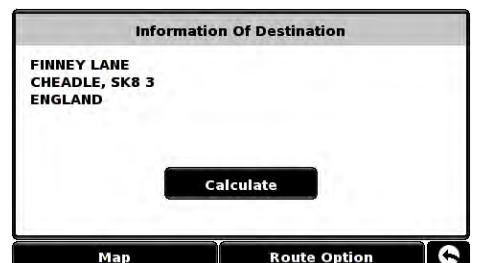 Information Of Destination
FINNEY LANE
CHEADLE, SK8 3
ENGLAND
Calculate
Map
Route Option